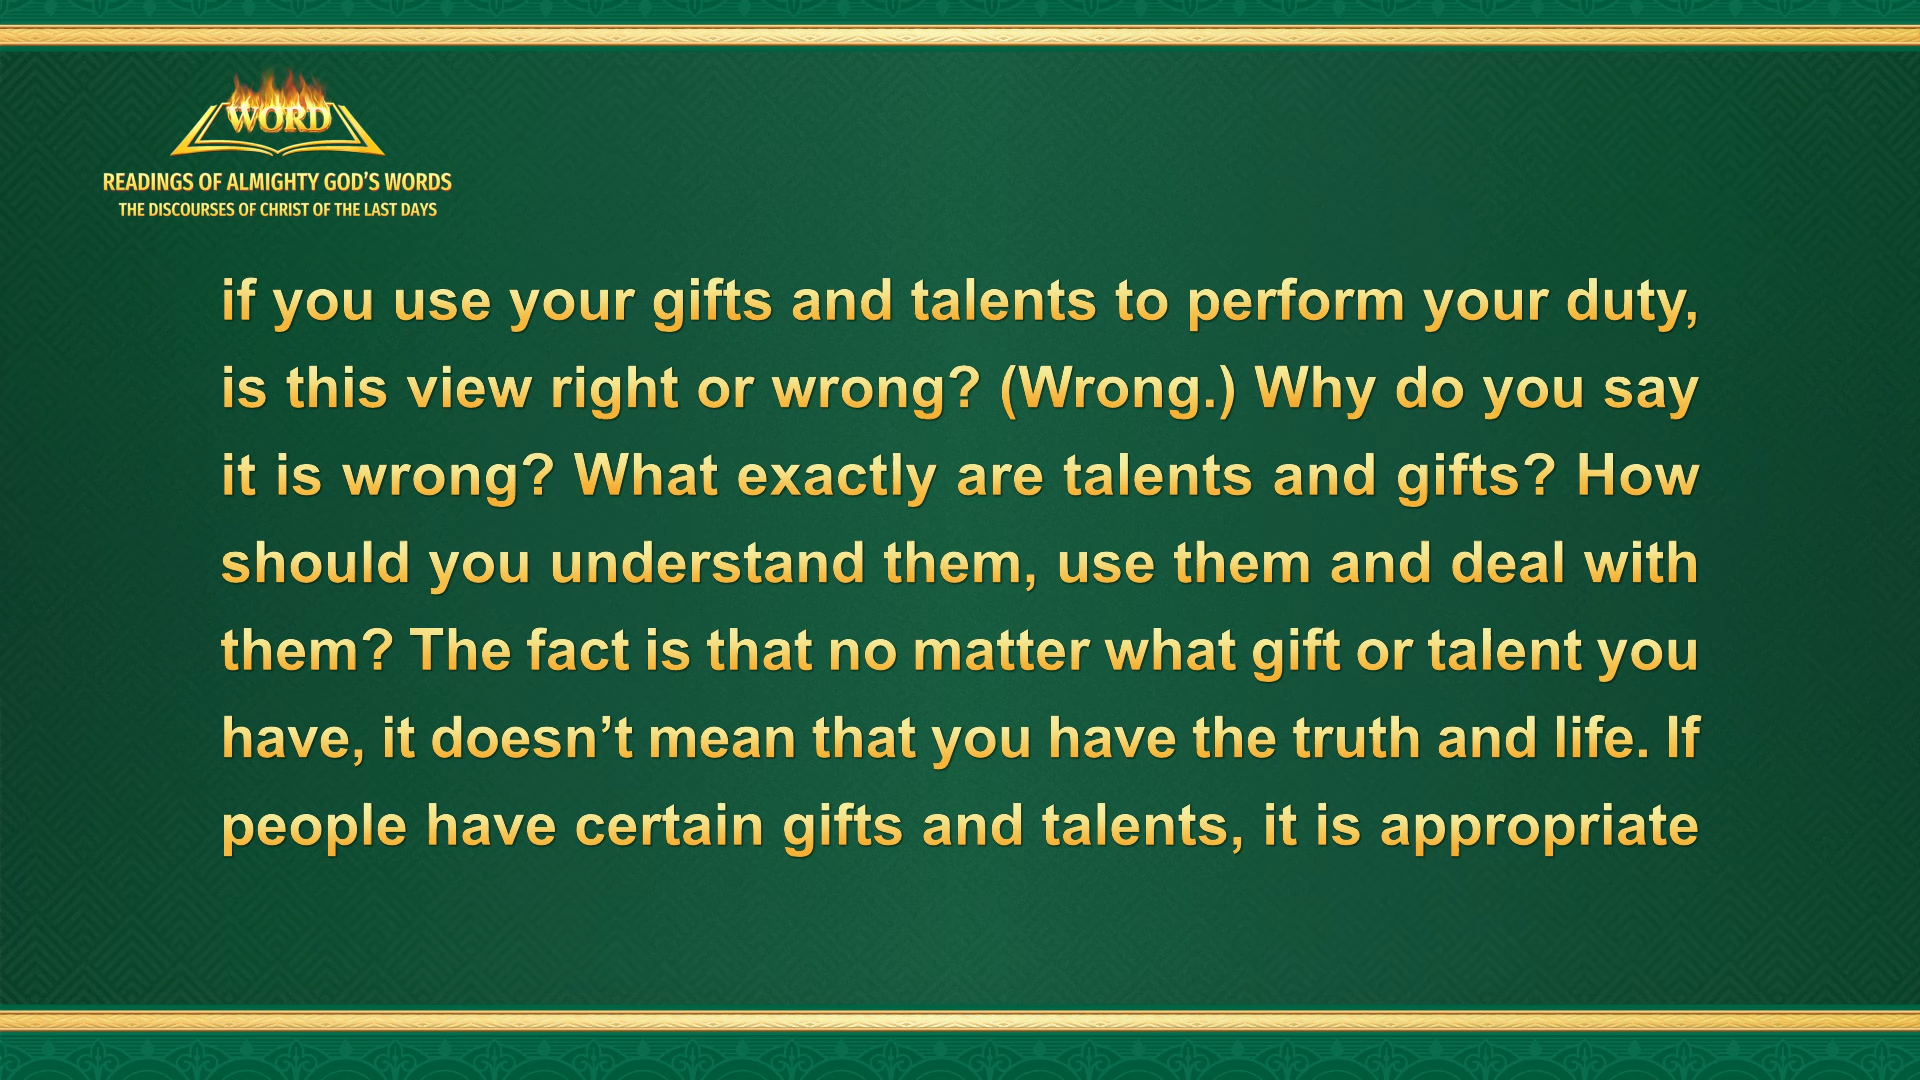 WORD
READINGS OF ALMIGHTY GOD’S WORDS
THE DISCOURSES OF CHRIST OF THE LAST DAYS
if you use your gifts and talents to perform your duty,
is this view right or wrong? (Wrong.) Why do you say
it is wrong? What exactly are talents and gifts? How
should you understand them, use them and deal with
them? The fact is that no matter what gift or talent you
have, it doesn’t mean that you have the truth and life. If
people have certain gifts and talents, it is appropriate